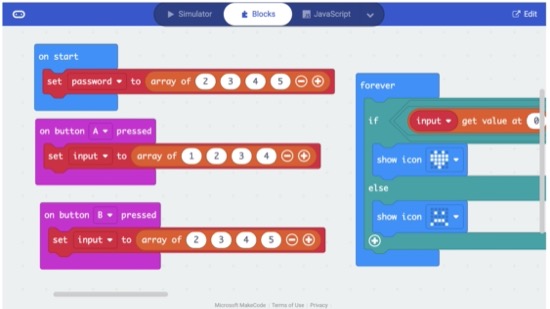 Simulator Blocks JavaScript Edit
on start
set password to array of 2 3 4 5
on button A pressed
set input to array of 1 2 3 4
on button B pressed
set input to array of 2 3 4 5
forever
if input get value at 0
show icon
else
show icon
Microsoft MakeCode Terms of Use Privacy